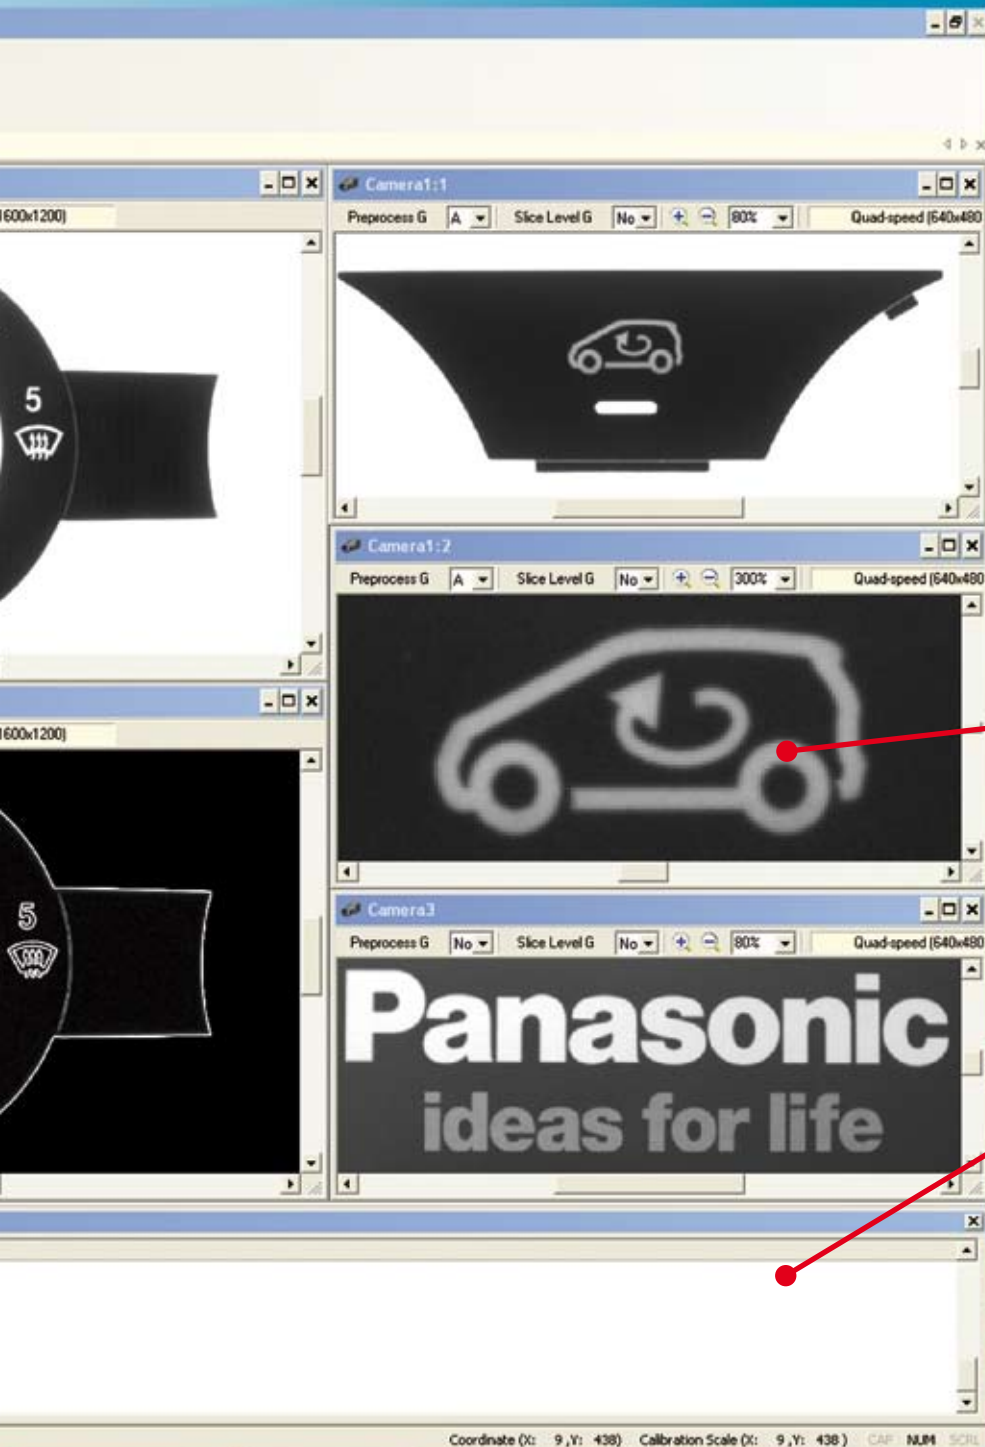 1600x1200)
5
1600x1200)
5
Camera1:1
Preprocess G A Slice Level G No 80% Quad-speed (640x480
Camera1:2
Preprocess G A Slice Level G No 300% Quad-speed (640x480
Camera3
Preprocess G No Slice Level G No 80% Quad-speed (640x480
Panasonic
ideas for life
Coordinate (X: 9 ,Y: 438) Calibration Scale (X: 9 ,Y: 438 ) CAP NUM SCRL